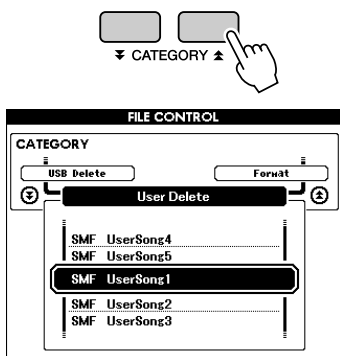 CATEGORY
FILE CONTROL
CATEGORY
USB Delete
Format
User Delete
SMF UserSong4
SMF UserSong5
SMF UserSong1
SMF UserSong2
SMF UserSong3